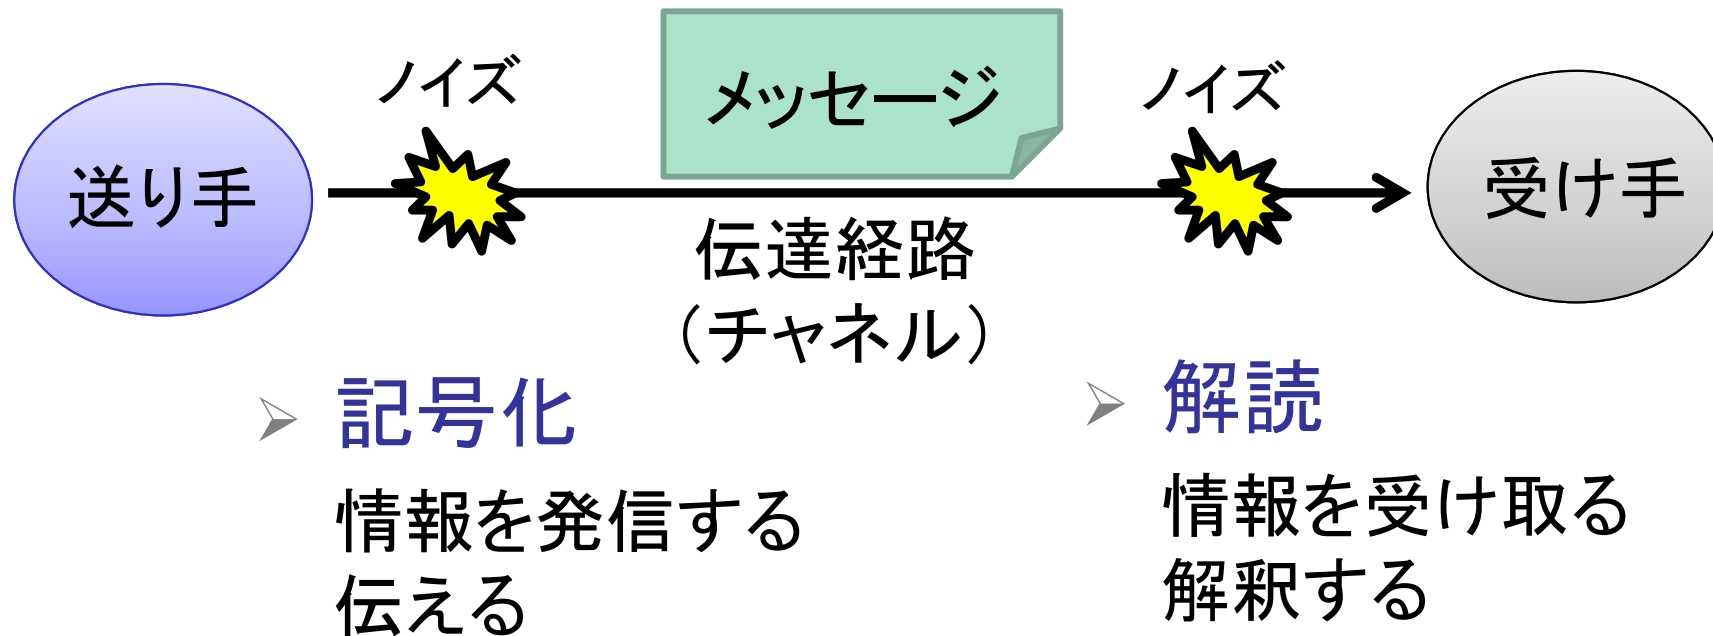 ノイズ
メッセージ
ノイズ
送り手
受け手
伝達経路
（チャネル）
記号化
情報を発信する
伝える
解読
情報を受け取る
解釈する